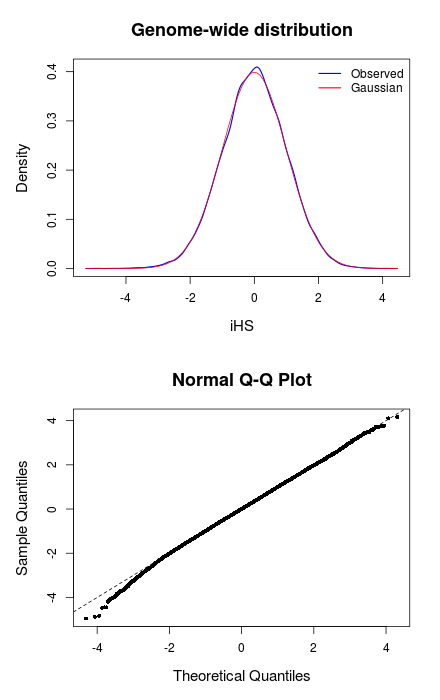 Genome-wide distribution
Density
0.0
0.1
0.2
0.3
0.4
Observed
Gaussian
-4
-2
0
2
4
iHS
Normal Q-Q Plot
Sample Quantiles
-4
-2
0
2
4
-4
-2
0
2
4
Theoretical Quantiles